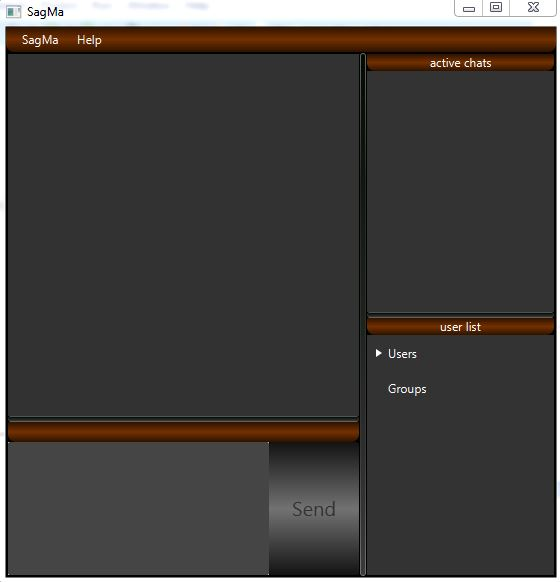 SagMa
SagMa Help
active chats
user list
Users
Groups
Send